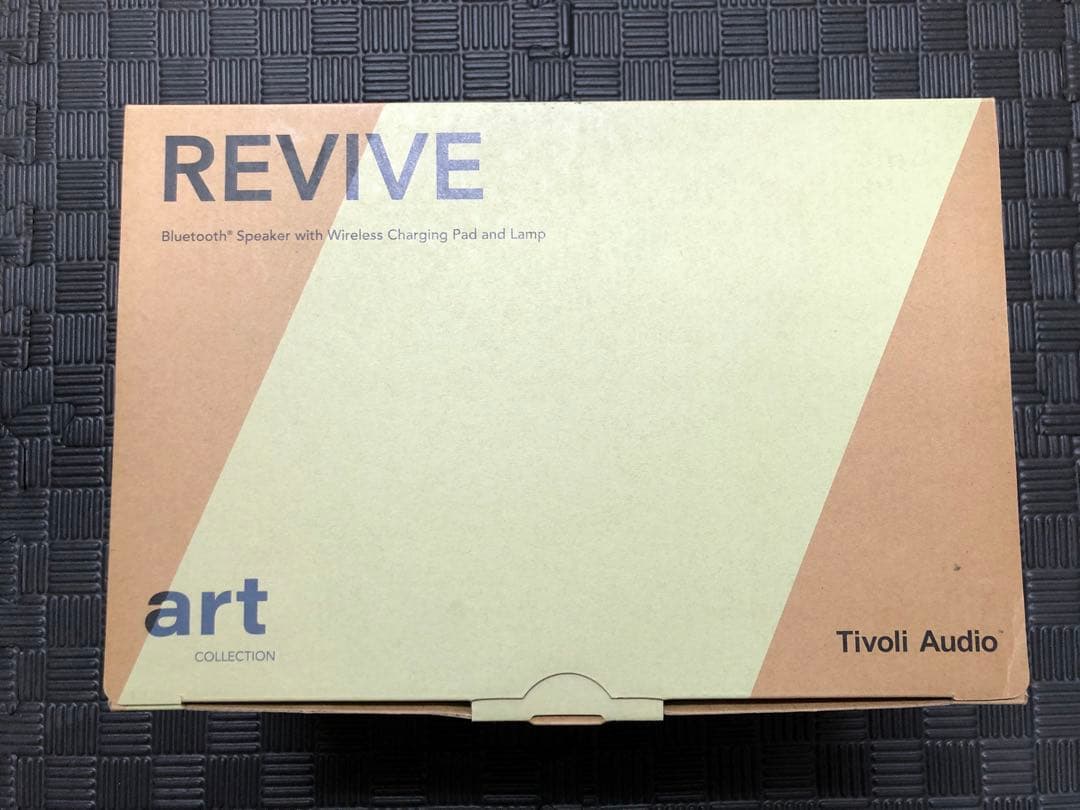 REVIVE
Bluetooth® Speaker with Wireless Charging Pad and Lamp
art
COLLECTION
Tivoli Audio™